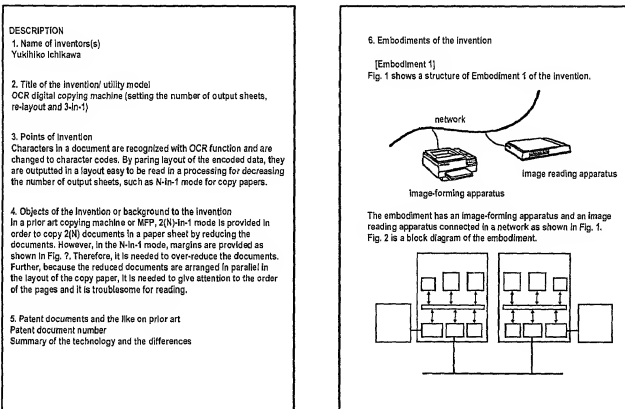 DESCRIPTION
1. Name of inventors(s)
Yukihiko Ichikawa
2. Title of the invention/ utility model
OCR digital copying machine (setting the number of output sheets,
re-layout and 3-in-1)
3. Points of invention
Characters in a document are recognized with OCR function and are
changed to character codes. By paring layout of the encoded data, they
are outputted in a layout easy to be read in a processing for decreasing
the number of output sheets, such as N-in-1 mode for copy papers.
4. Objects of the invention or background to the invention
In a prior art copying machine or MFP, 2(N)-in-1 mode is provided in
order to copy 2(N) documents in a paper sheet by reducing the
documents. However, in the N-in-1 mode, margins are provided as
shown in Fig. ?. Therefore, it is needed to over-reduce the documents.
Further, because the reduced documents are arranged in parallel in
the layout of the copy paper, it is needed to give attention to the order
of the pages and it is troublesome for reading.
5. Patent documents and the like on prior art
Patent document number
Summary of the technology and the differences
6. Embodiments of the invention
[Embodiment 1]
Fig. 1 shows a structure of Embodiment 1 of the invention.
network
image reading apparatus
image-forming apparatus
The embodiment has an image-forming apparatus and an image
reading apparatus connected in a network as shown in Fig. 1.
Fig. 2 is a block diagram of the embodiment.